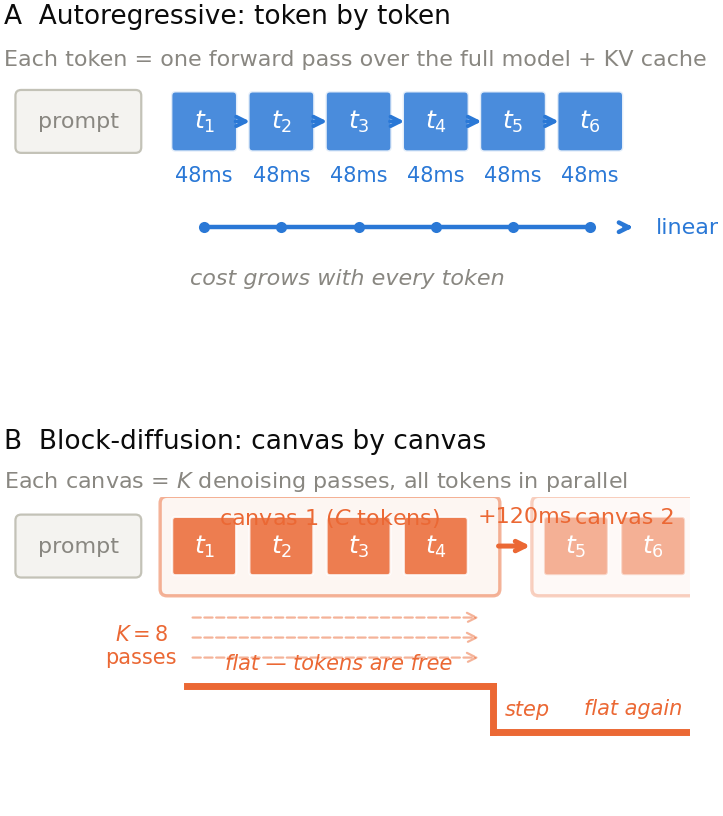 A Autoregressive: token by token
Each token = one forward pass over the full model + KV cache
prompt
t₁ t₂ t₃ t₄ t₅ t₆
48ms 48ms 48ms 48ms 48ms 48ms
linear
cost grows with every token
B Block-diffusion: canvas by canvas
Each canvas = K denoising passes, all tokens in parallel
canvas 1 (C tokens) +120ms canvas 2
prompt
t₁ t₂ t₃ t₄ t₅ t₆
K = 8
passes
flat — tokens are free
step flat again